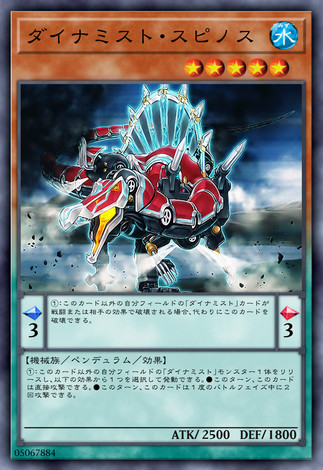 ダイナミスト・スピノス
水
①:このカード以外の自分フィールドの「ダイナミスト」カードが
戦闘または相手の効果で破壊される場合、代わりにこのカードを
破壊できる。
3
3
【機械族/ペンデュラム/効果】
①:このカード以外の自分フィールドの「ダイナミスト」モンスター1体をリリ
ースし、以下の効果から1つを選択して発動できる。●このターン、このカード
は直接攻撃できる。●このターン、このカードは1度のバトルフェイズ中に2
回攻撃できる。
ATK/ 2500 DEF/1800
05067884